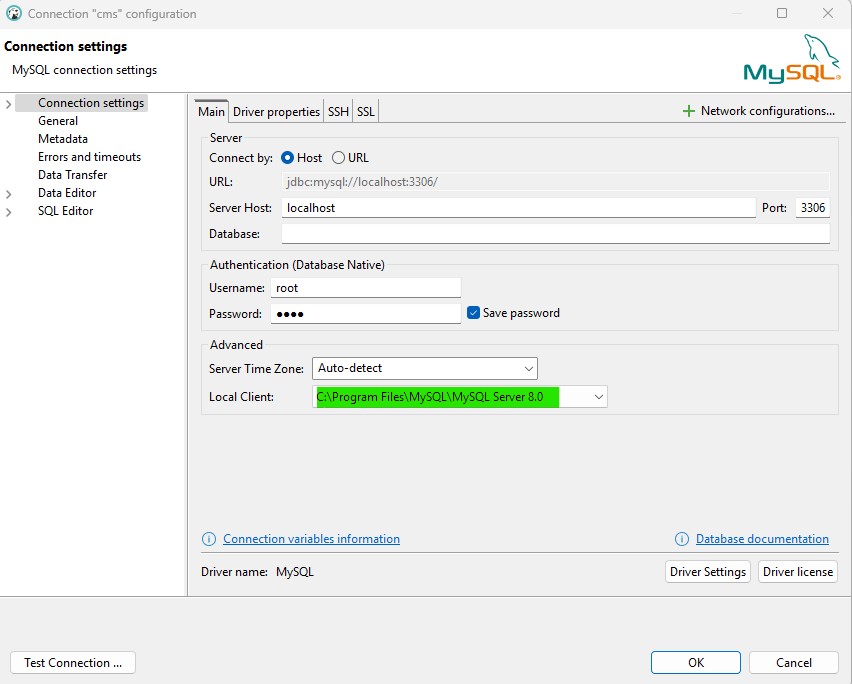 Connection "cms" configuration
Connection settings
MySQL connection settings
MySQL®
Connection settings
General
Metadata
Errors and timeouts
Data Transfer
Data Editor
SQL Editor
Main Driver properties SSH SSL Network configurations...
Server
Connect by: Host URL
URL: jdbc:mysql://localhost:3306/
Server Host: localhost Port: 3306
Database:
Authentication (Database Native)
Username: root
Password: ●●●●
Save password
Advanced
Server Time Zone: Auto-detect
Local Client: C:\Program Files\MySQL\MySQL Server 8.0
Connection variables information Database documentation
Driver name: MySQL Driver Settings Driver license
Test Connection ... OK Cancel